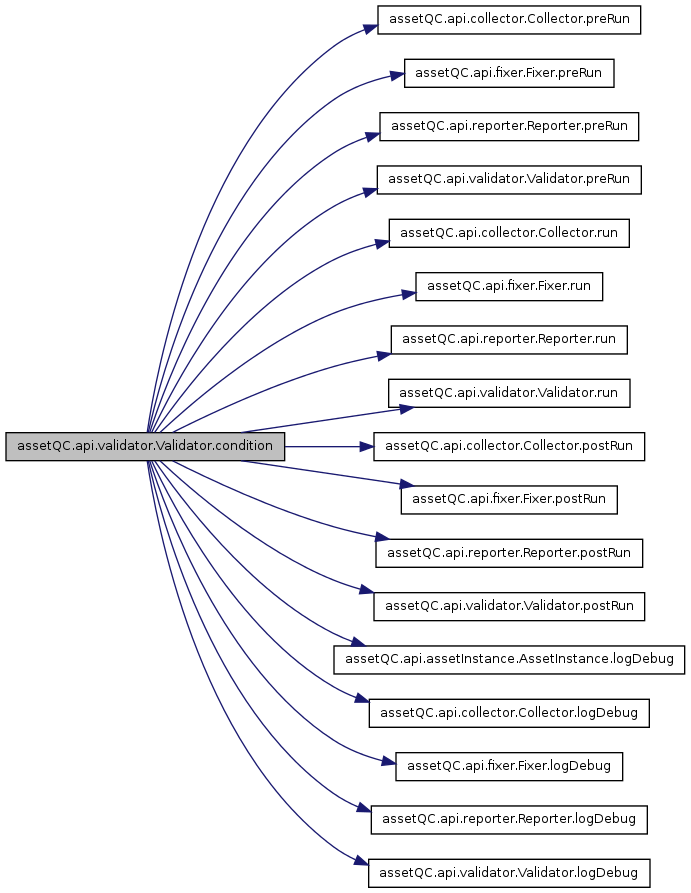 assetQC.api.collector.Collector.preRun
assetQC.api.fixer.Fixer.preRun
assetQC.api.reporter.Reporter.preRun
assetQC.api.validator.Validator.preRun
assetQC.api.collector.Collector.run
assetQC.api.fixer.Fixer.run
assetQC.api.reporter.Reporter.run
assetQC.api.validator.Validator.run
assetQC.api.validator.Validator.condition
assetQC.api.collector.Collector.postRun
assetQC.api.fixer.Fixer.postRun
assetQC.api.reporter.Reporter.postRun
assetQC.api.validator.Validator.postRun
assetQC.api.assetInstance.AssetInstance.logDebug
assetQC.api.collector.Collector.logDebug
assetQC.api.fixer.Fixer.logDebug
assetQC.api.reporter.Reporter.logDebug
assetQC.api.validator.Validator.logDebug